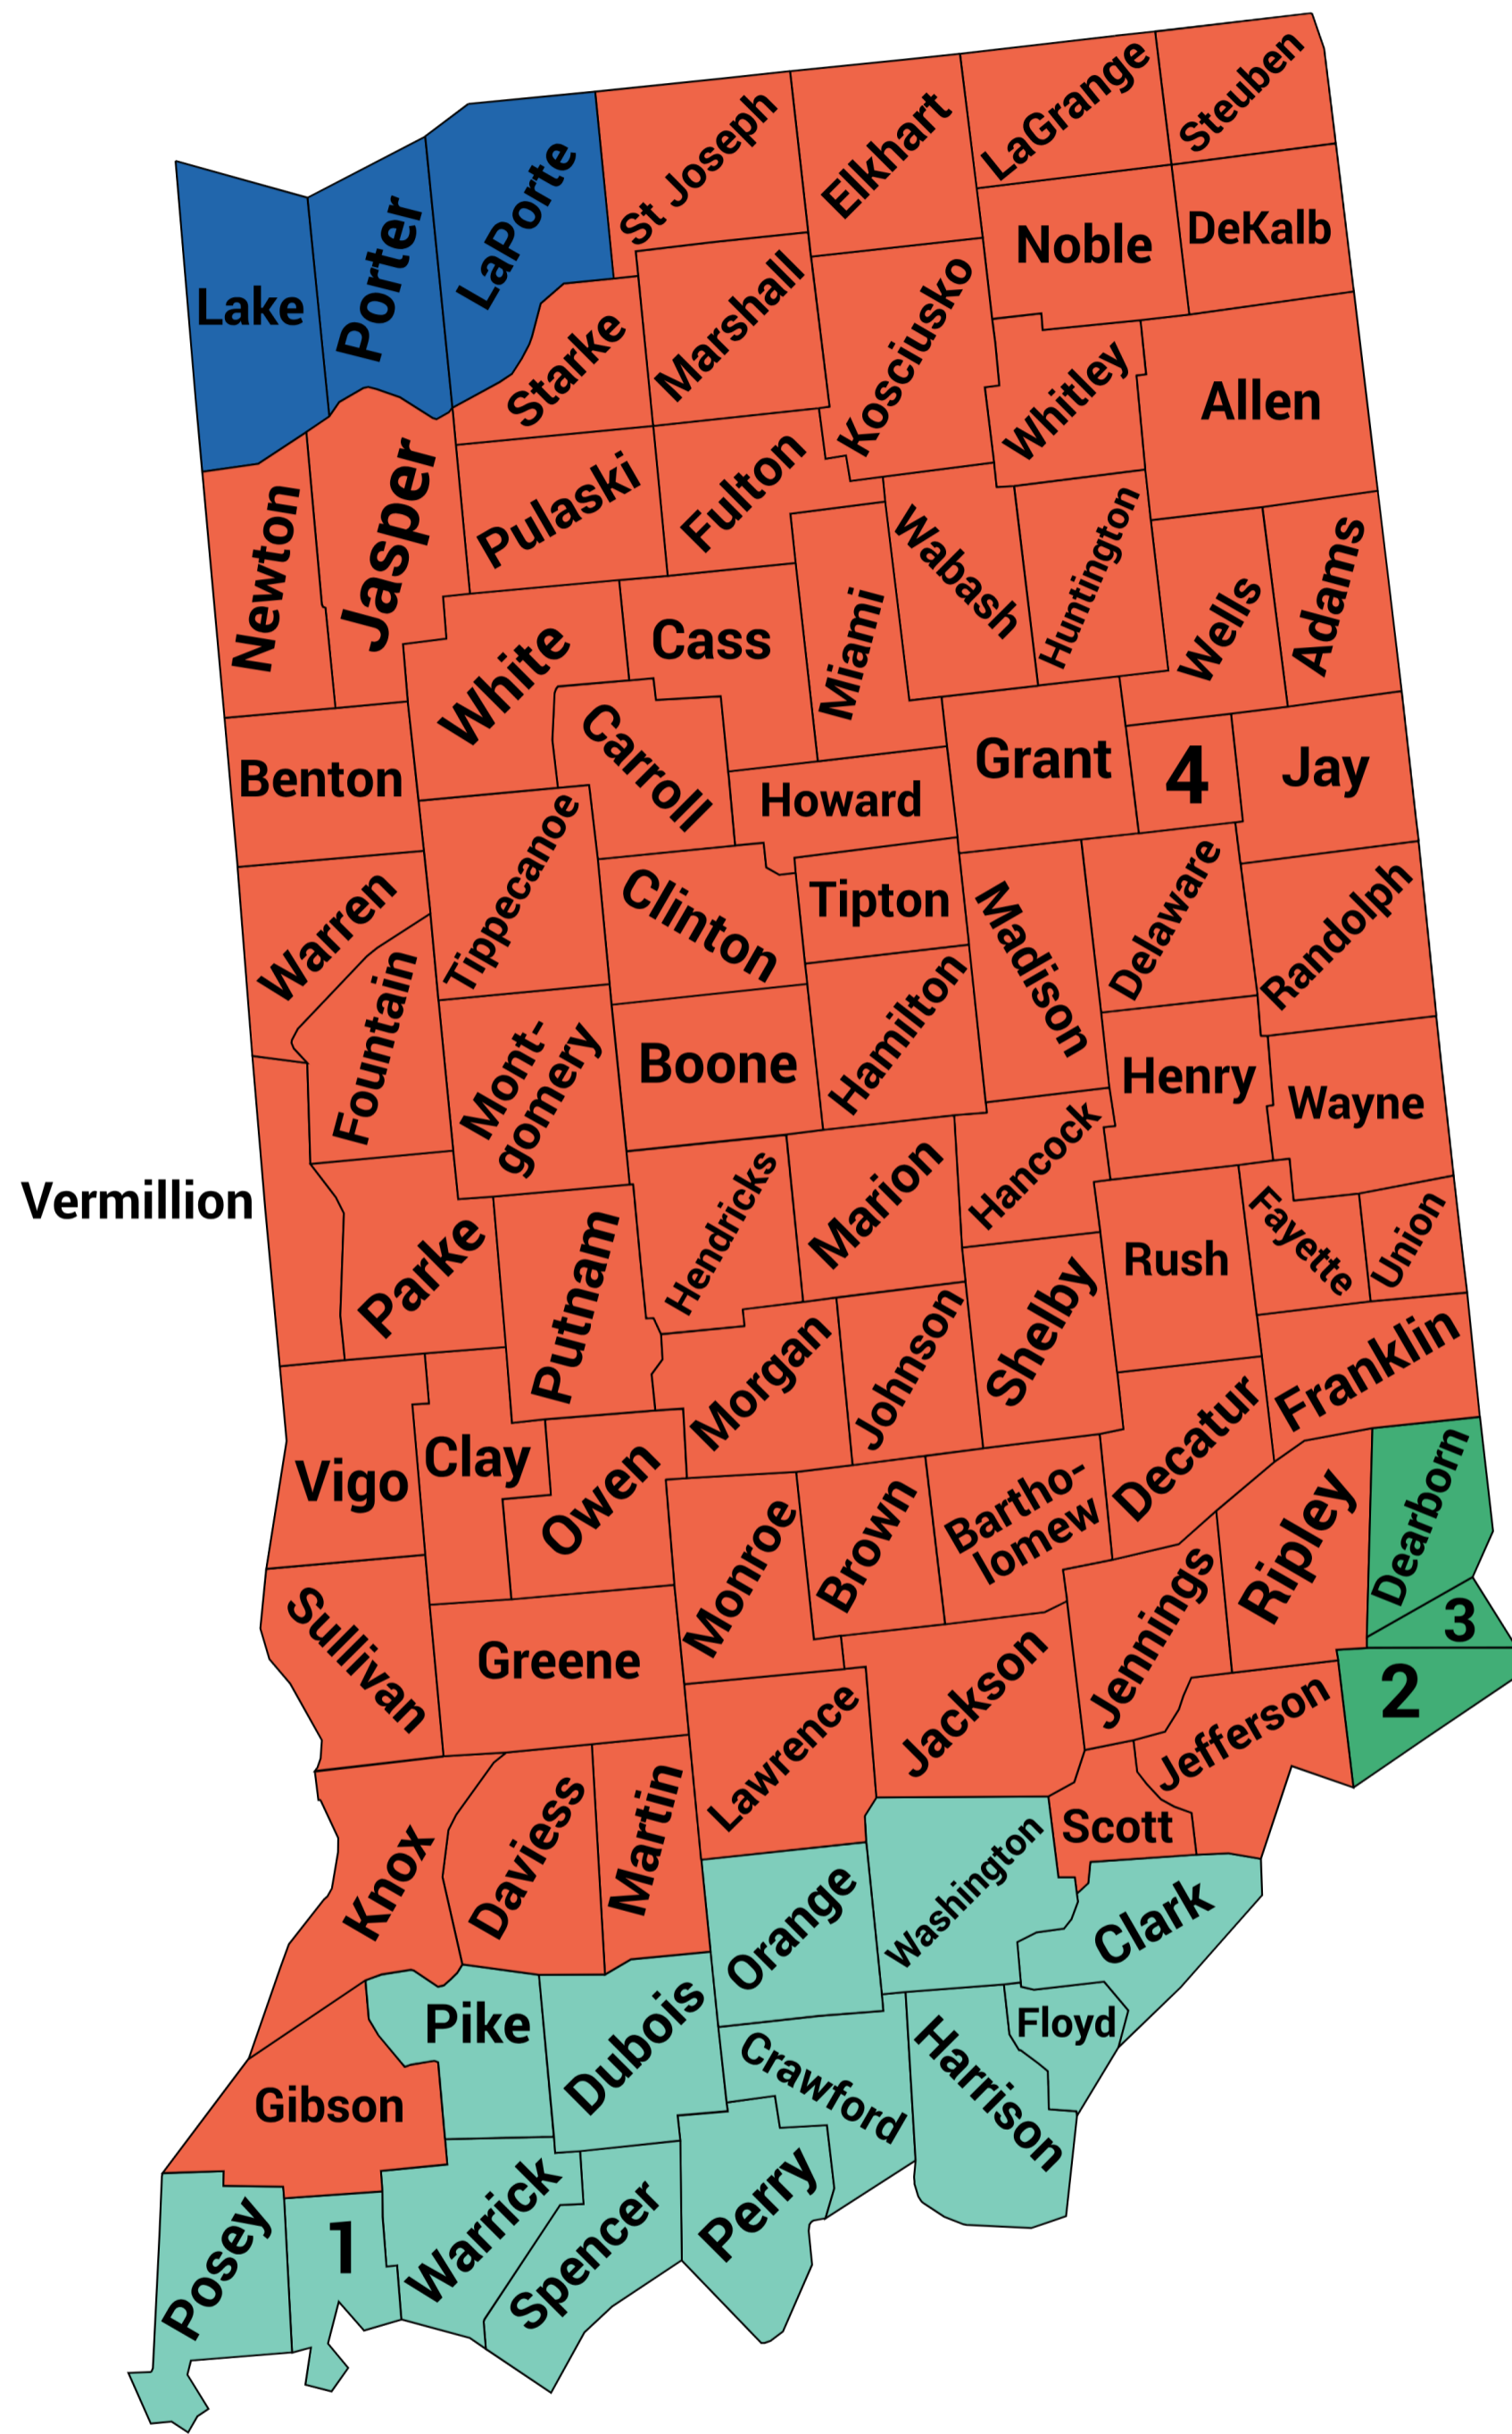 Steuben
LaGrange
St Joseph
Elkhart
LaPorte
Porter
Lake
Noble
DeKalb
Marshall
Kosciusko
Starke
Whitley
Allen
Pulaski
Fulton
Jasper
Newton
Wabash
Huntington
Wells
Adams
Miami
Cass
White
Carroll
Benton
Howard
Grant
4
Jay
Tippecanoe
Warren
Clinton
Tipton
Madison
Delaware
Randolph
Fountain
Mont-
gomery
Boone
Hamilton
Henry
Wayne
Vermillion
Parke
Putnam
Hendricks
Marion
Hancock
Rush
Fayette
Union
Morgan
Johnson
Shelby
Franklin
Vigo
Clay
Owen
Decatur
Dearborn
Monroe
Brown
Bartho-
lomew
Ripley
Jennings
3
Sullivan
Greene
2
Jackson
Lawrence
Jefferson
Scott
Knox
Daviess
Martin
Orange
Washington
Clark
Pike
Dubois
Floyd
Crawford
Harrison
Gibson
Perry
Posey
1
Warrick
Spencer